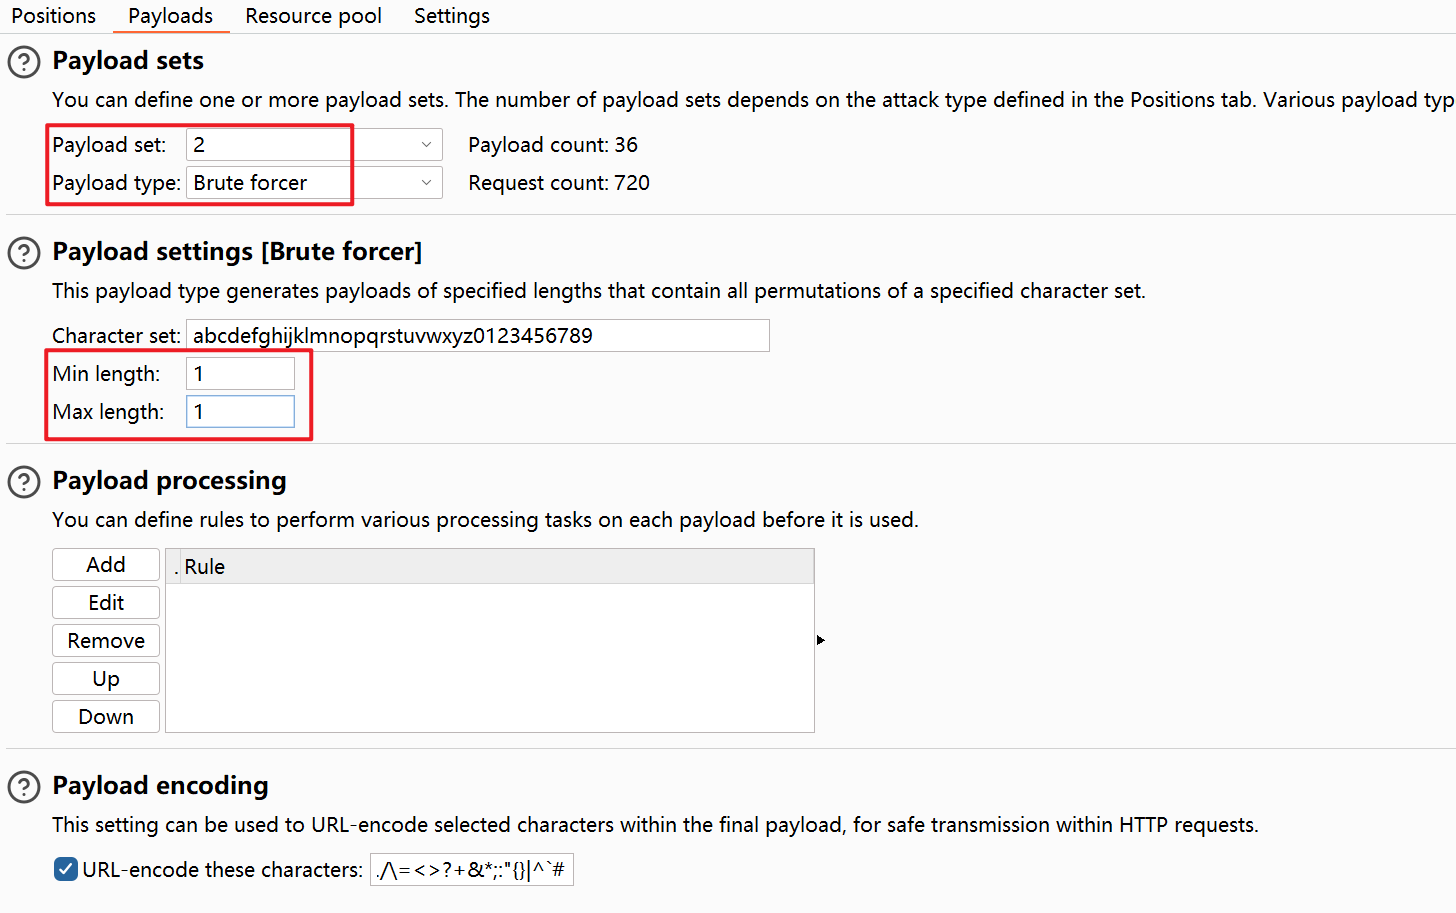 Positions Payloads Resource pool Settings
Payload sets
You can define one or more payload sets. The number of payload sets depends on the attack type defined in the Positions tab. Various payload typ
Payload set: 2 Payload count: 36
Payload type: Brute forcer Request count: 720
Payload settings [Brute forcer]
This payload type generates payloads of specified lengths that contain all permutations of a specified character set.
Character set: abcdefghijklmnopqrstuvwxyz0123456789
Min length: 1
Max length: 1
Payload processing
You can define rules to perform various processing tasks on each payload before it is used.
Add
. Rule
Edit
Remove
Up
Down
Payload encoding
This setting can be used to URL-encode selected characters within the final payload, for safe transmission within HTTP requests.
URL-encode these characters: ./\=<>?+&*;:"{}|^`#